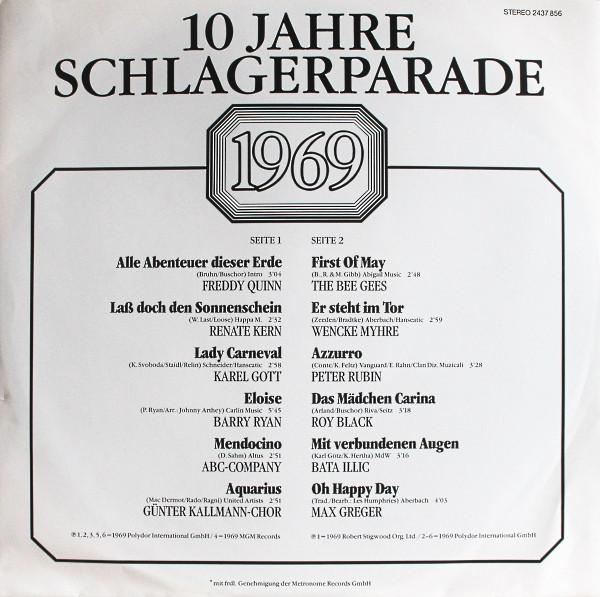 STEREO 2437 856
10 JAHRE
SCHLAGERPARADE
1969
SEITE 1
Alle Abenteuer dieser Erde
(Bruhn/Buschor) Intro 3'04
FREDDY QUINN
Laß doch den Sonnenschein
(W. Last/Loose) Happa M. 2'32
RENATE KERN
Lady Carneval
(K. Svoboda/Staidl/Relin) Schneider/Hanseatic 2'58
KAREL GOTT
Eloise
(P. Ryan/Arr.: Johnny Arthey) Carlin Music 5'45
BARRY RYAN
Mendocino
(D. Sahm) Altus 2'51
ABC-COMPANY
Aquarius
(Mac Dermot/Rado/Ragni) United Artists 2'51
GÜNTER KALLMANN-CHOR
℗ 1, 2, 3, 5, 6 = 1969 Polydor International GmbH / 4 = 1969 MGM Records
SEITE 2
First Of May
(B., R. & M. Gibb) Abigail Music 2'48
THE BEE GEES
Er steht im Tor
(Zeeden/Bradtke) Aberbach/Hanseatic 2'59
WENCKE MYHRE
Azzurro
(Conte/K. Feltz) Vanguard/E. Rahn/Clan Diz. Muzicali 3'28
PETER RUBIN
Das Mädchen Carina
(Arland/Buschor) Riva/Seitz 3'18
ROY BLACK
Mit verbundenen Augen
(Karl Götz/K. Hertha) MdW 3'16
BATA ILLIC
Oh Happy Day
(Trad./Bearb.: Les Humphries) Aberbach 4'03
MAX GREGER
℗ 1 = 1969 Robert Stigwood Org. Ltd. / 2-6 = 1969 Polydor International GmbH
* mit frdl. Genehmigung der Metronome Records GmbH